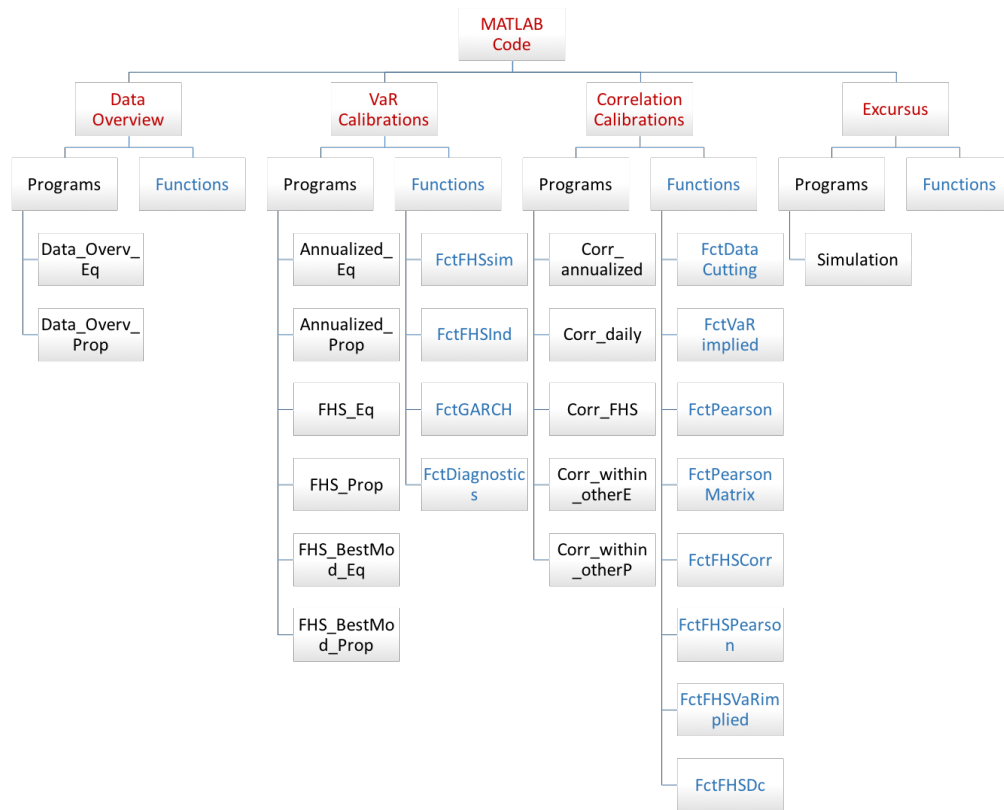 MATLAB
Code
Data
Overview
VaR
Calibrations
Correlation
Calibrations
Excursus
Programs
Functions
Programs
Functions
Programs
Functions
Programs
Functions
Data_Overv_
Eq
Data_Overv_
Prop
Annualized_
Eq
Annualized_
Prop
FHS_Eq
FHS_Prop
FHS_BestMo
d_Eq
FHS_BestMo
d_Prop
FctFHSsim
FctFHSInd
FctGARCH
FctDiagnostic
s
Corr_
annualized
Corr_daily
Corr_FHS
Corr_within
_otherE
Corr_within
_otherP
FctData
Cutting
FctVaR
implied
FctPearson
FctPearson
Matrix
FctFHSCorr
FctFHSPearso
n
FctFHSVaRim
plied
FctFHSDc
Simulation